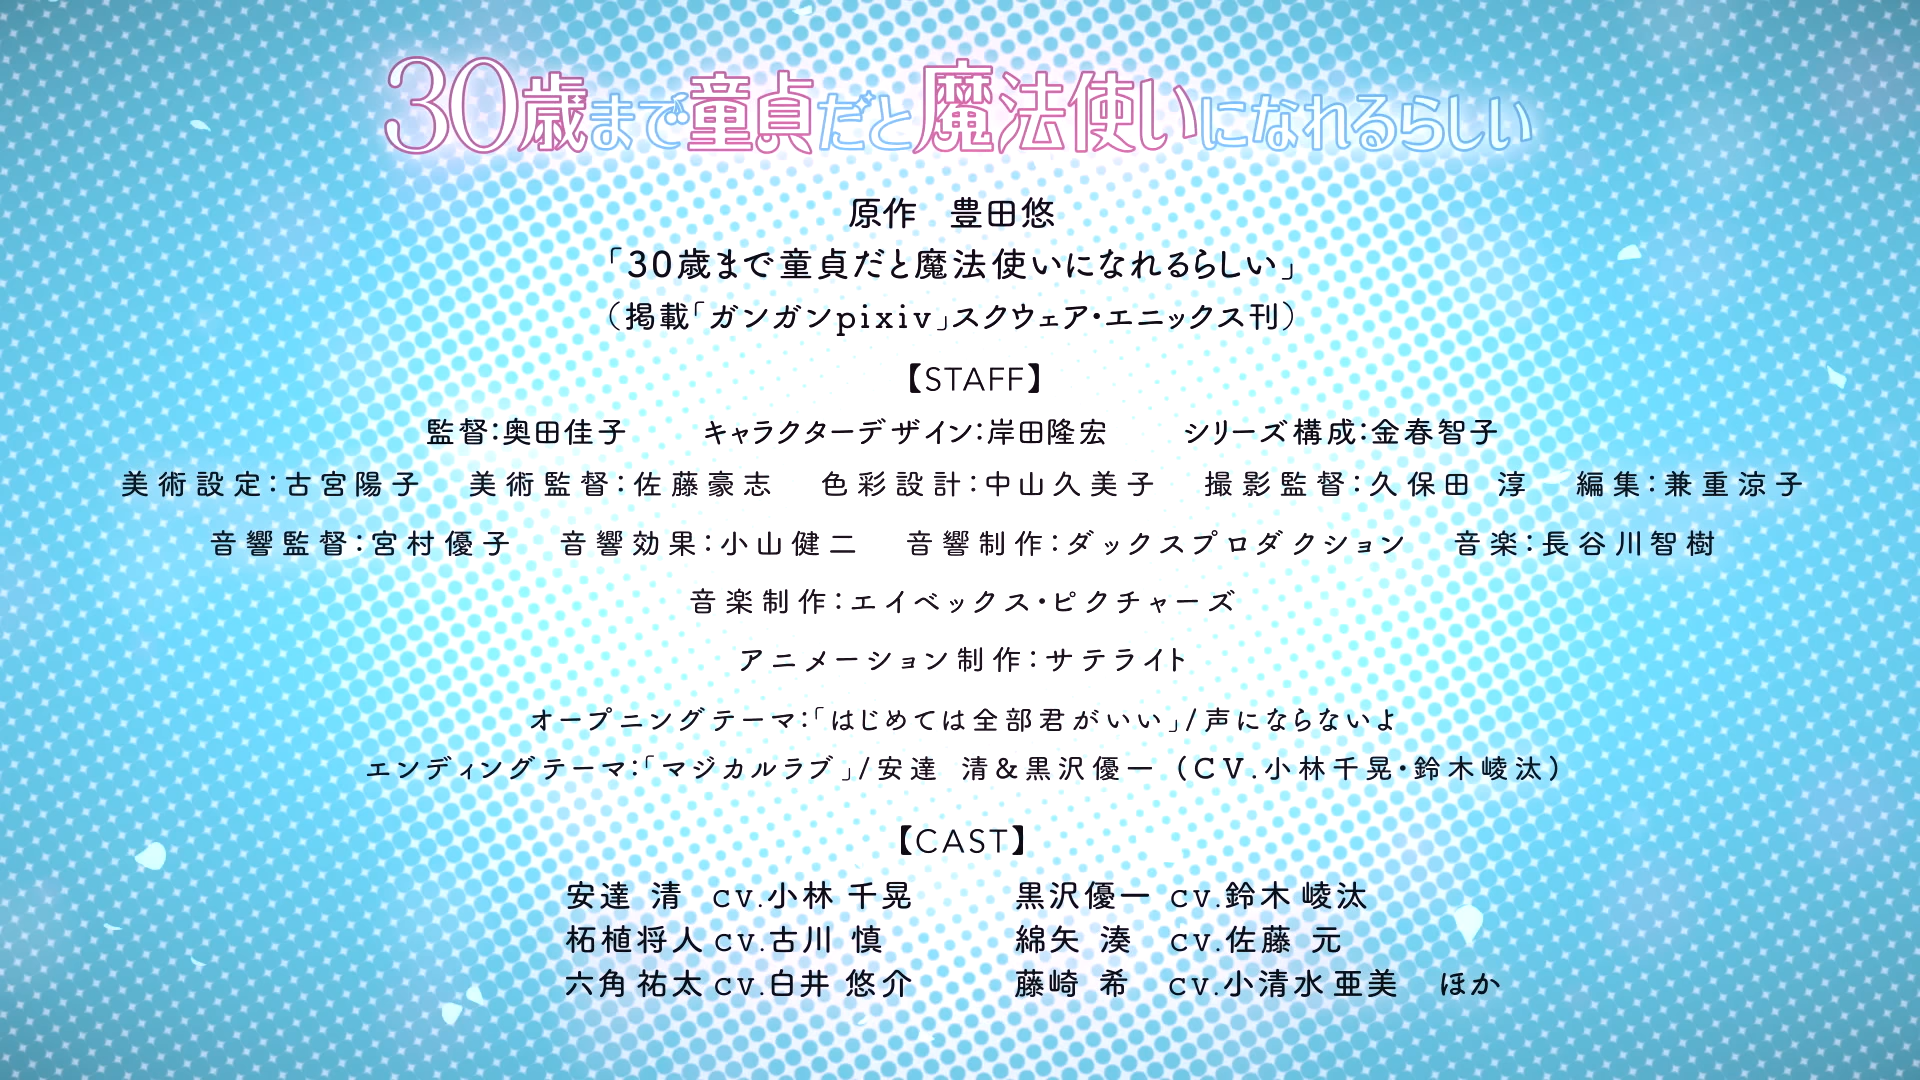 30歳まで童貞だと魔法使いになれるらしい
原作　豊田悠
「30歳まで童貞だと魔法使いになれるらしい」
（掲載「ガンガンpixiv」スクウェア・エニックス刊）
【STAFF】
監督：奥田佳子　キャラクターデザイン：岸田隆宏　シリーズ構成：金春智子
美術設定：古宮陽子　美術監督：佐藤豪志　色彩設計：中山久美子　撮影監督：久保田 淳　編集：兼重涼子
音響監督：宮村優子　音響効果：小山健二　音響制作：ダックスプロダクション　音楽：長谷川智樹
音楽制作：エイベックス・ピクチャーズ
アニメーション制作：サテライト
オープニングテーマ：「はじめては全部君がいい」/声にならないよ
エンディングテーマ：「マジカルラブ」/安達 清＆黒沢優一（CV.小林千晃・鈴木崚汰）
【CAST】
安達 清 cv.小林 千晃　黒沢優一 cv.鈴木 崚汰
柘植将人 cv.古川 慎　綿矢 湊 cv.佐藤 元
六角 祐太 cv.白井 悠介　藤崎 希 cv.小清水 亜美　ほか